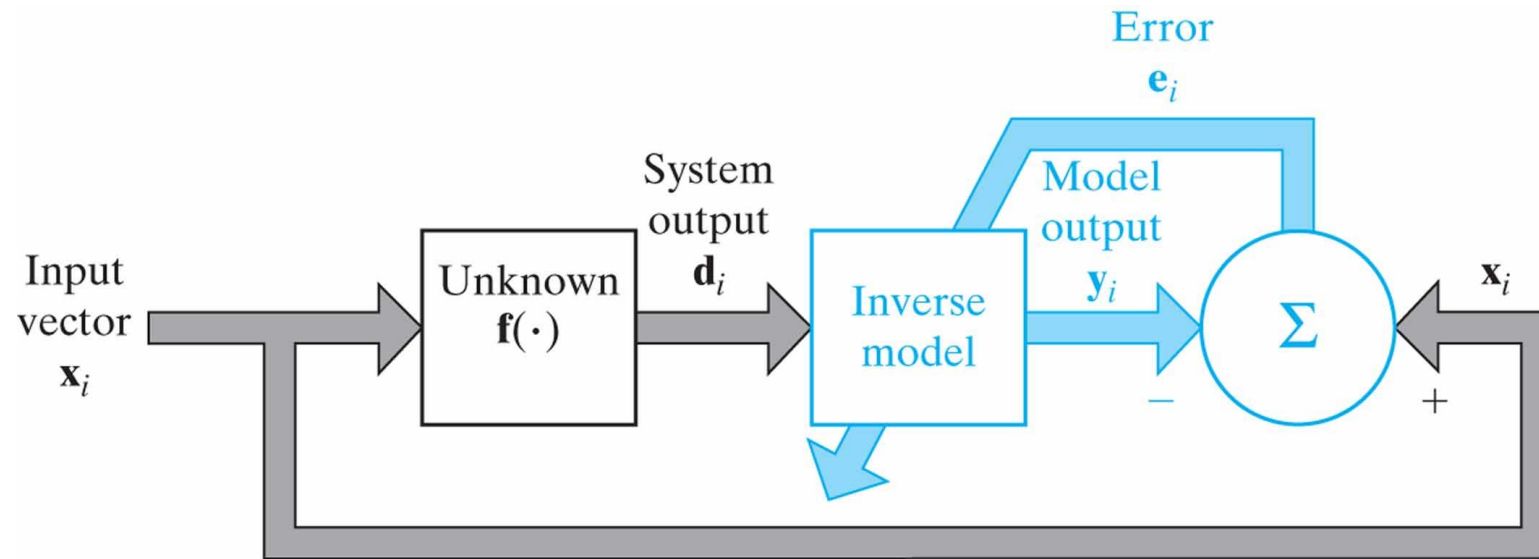 Error
e_i
System
output
d_i
Model
output
y_i
Input
vector
x_i
Unknown
f(·)
Inverse
model
Σ
x_i
−
+